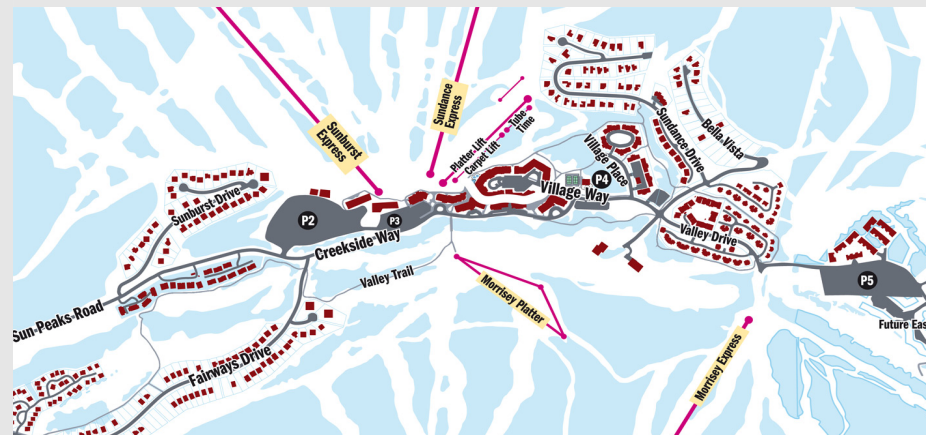 Sunburst
Express
Sundance
Express
Platter Lift
Carpet Lift
Tube
Time
Sundance Drive
Bella Vista
Village
Place
P4
Village Way
Sunburst Drive
P2
P3
Creekside Way
Valley Drive
Valley Trail
P5
Sun Peaks Road
Morrisey Platter
Future Eas
Fairways Drive
Morrisey Express